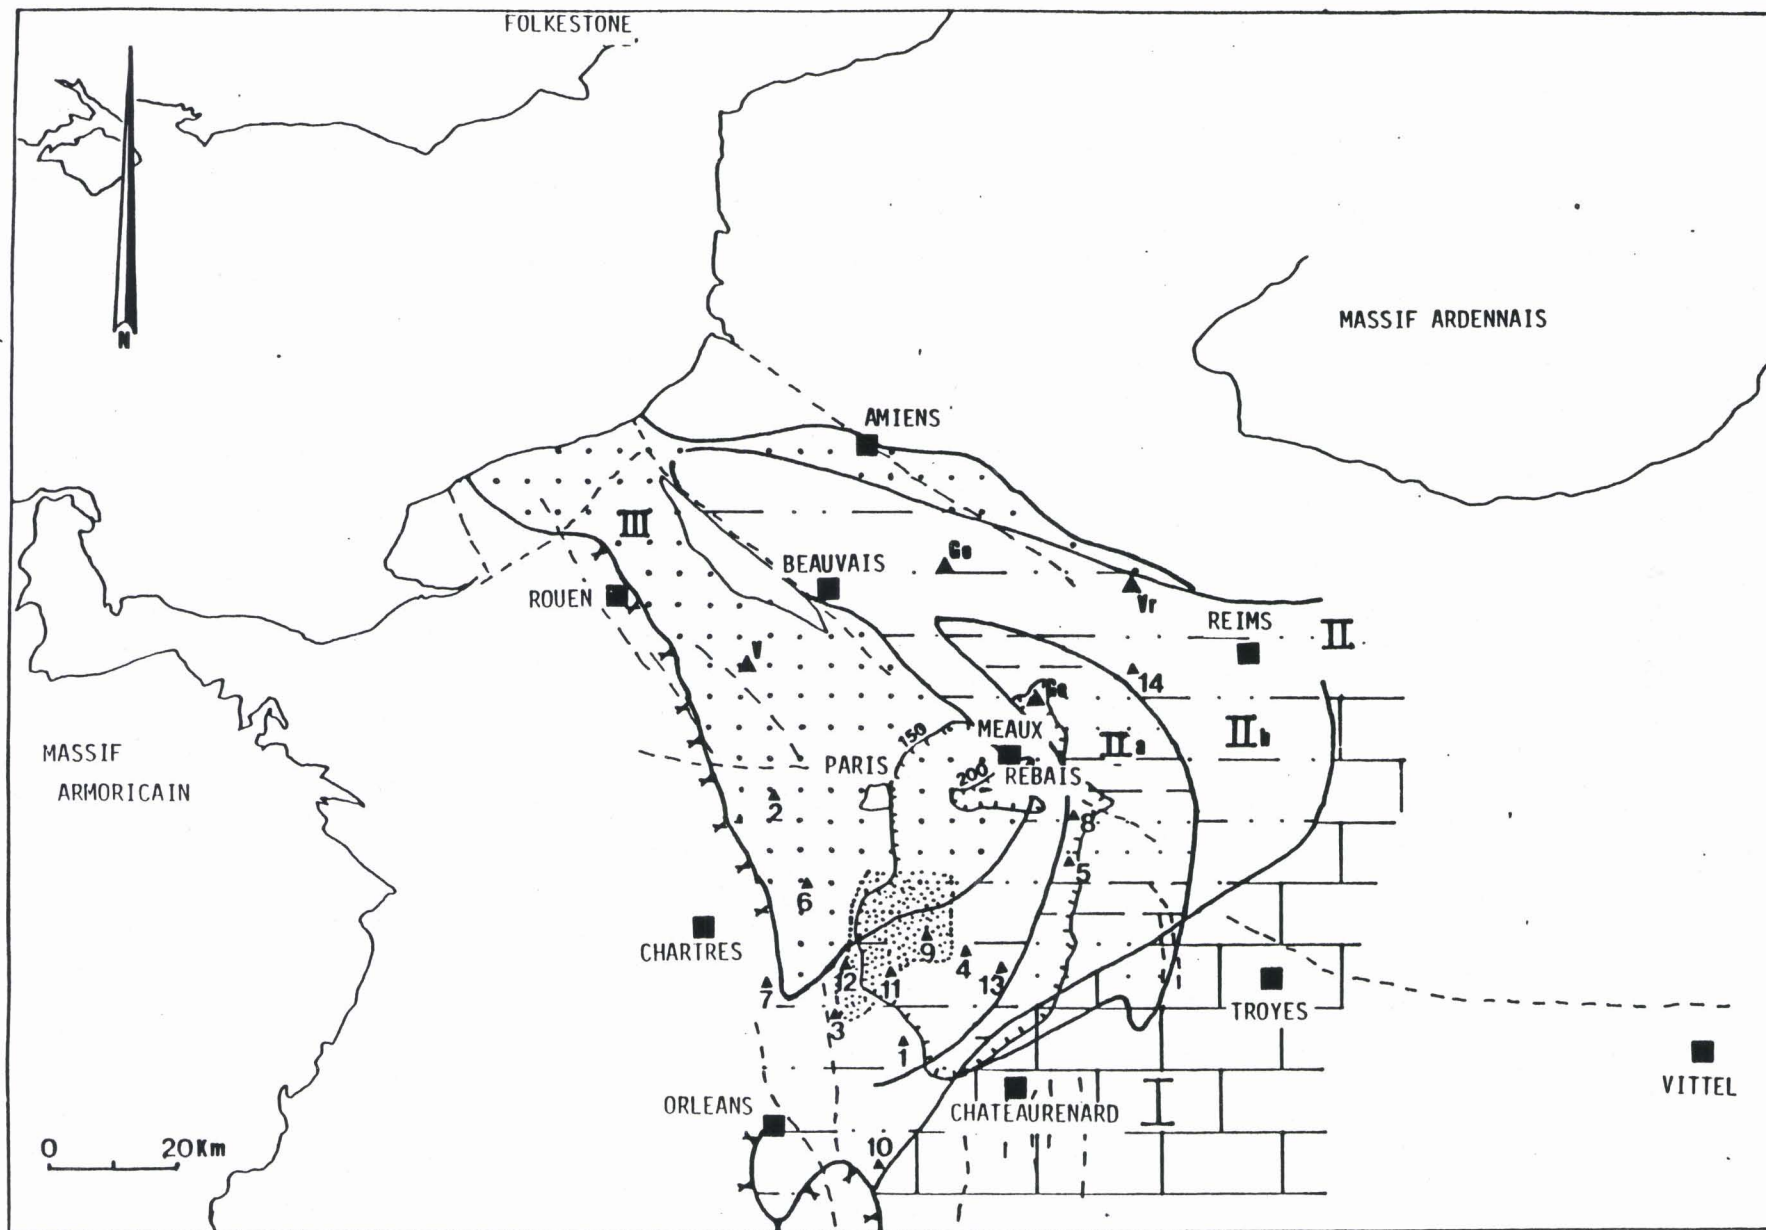 FOLKESTONE
N
MASSIF ARDENNAIS
AMIENS
III
BEAUVAIS
Go
ROUEN
Vr
REIMS
II
V
14
Cq
MASSIF
ARMORICAIN
150
MEAUX
IIa
IIb
PARIS
200
REBAIS
2
8
5
6
CHARTRES
9
4
12
11
13
7
3
TROYES
1
VITTEL
ORLEANS
CHATEAURENARD
I
0 20Km
10